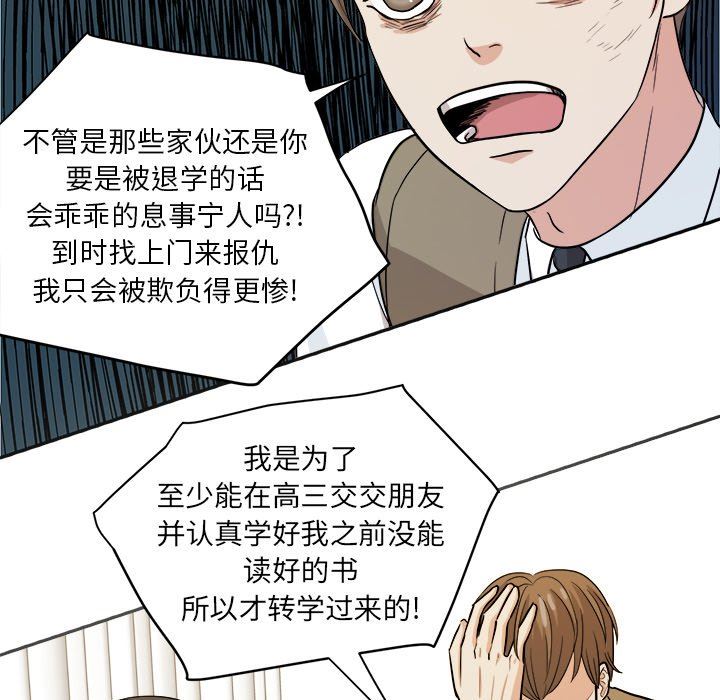 不管是那些家伙还是你
要是被退学的话
会乖乖的息事宁人吗?!
到时找上门来报仇
我只会被欺负得更惨!
我是为了
至少能在高三交交朋友
并认真学好我之前没能
读好的书
所以才转学过来的!